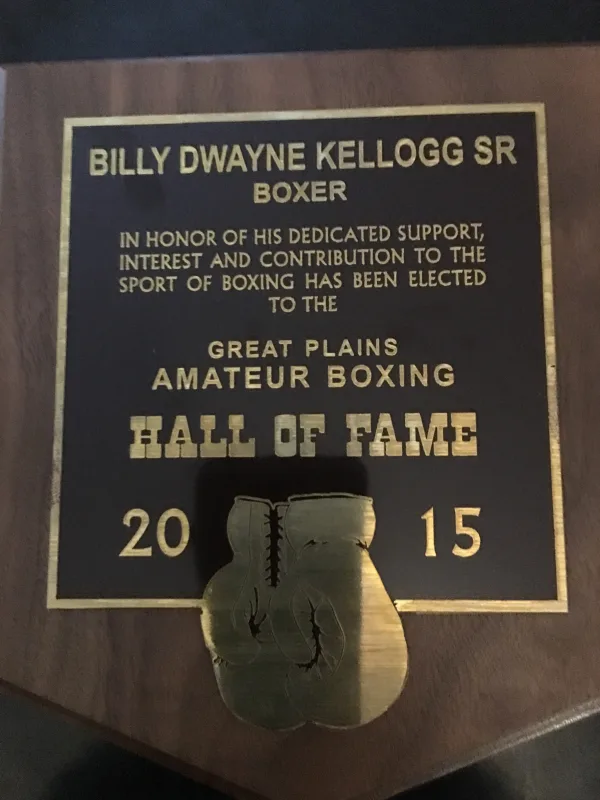 BILLY DWAYNE KELLOGG SR
BOXER
IN HONOR OF HIS DEDICATED SUPPORT,
INTEREST AND CONTRIBUTION TO THE
SPORT OF BOXING HAS BEEN ELECTED
TO THE
GREAT PLAINS
AMATEUR BOXING
HALL OF FAME
20 15